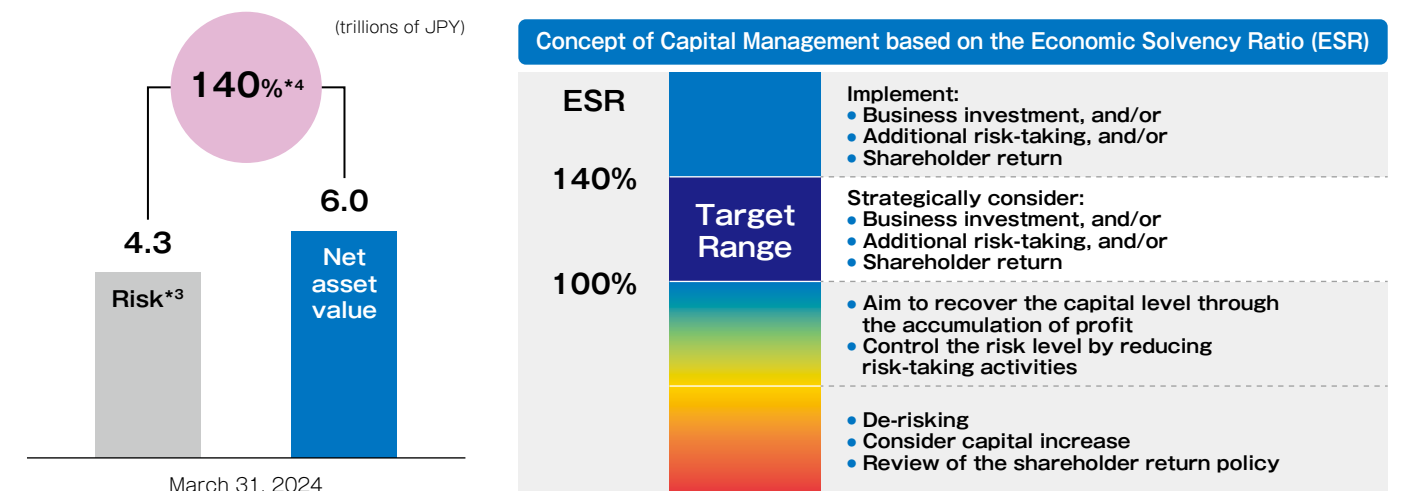 (trillions of JPY)
140%*4
6.0
4.3
Net
asset
value
Risk*3
March 31, 2024
Concept of Capital Management based on the Economic Solvency Ratio (ESR)
ESR
140%
100%
Target
Range
Implement:
• Business investment, and/or
• Additional risk-taking, and/or
• Shareholder return
Strategically consider:
• Business investment, and/or
• Additional risk-taking, and/or
• Shareholder return
• Aim to recover the capital level through
the accumulation of profit
• Control the risk level by reducing
risk-taking activities
• De-risking
• Consider capital increase
• Review of the shareholder return policy